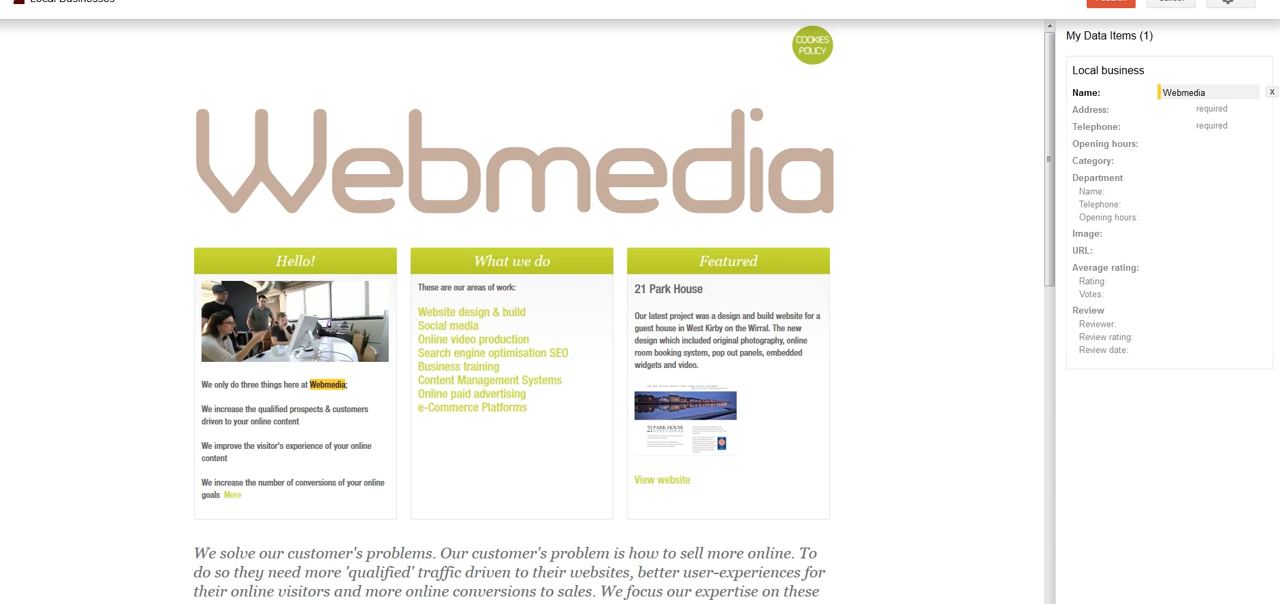 Local Businesses
COOKIES
POLICY
Webmedia
Hello!
We only do three things here at Webmedia;
We increase the qualified prospects & customers
driven to your online content
We improve the visitor's experience of your online
content
We increase the number of conversions of your online
goals More
What we do
These are our areas of work:
Website design & build
Social media
Online video production
Search engine optimisation SEO
Business training
Content Management Systems
Online paid advertising
e-Commerce Platforms
Featured
21 Park House
Our latest project was a design and build website for a
guest house in West Kirby on the Wirral. The new
design which included original photography, online
room booking system, pop out panels, embedded
widgets and video.
21 PARK HOUSE
View website
We solve our customer's problems. Our customer's problem is how to sell more online. To
do so they need more 'qualified' traffic driven to their websites, better user-experiences for
their online visitors and more online conversions to sales. We focus our expertise on these
My Data Items (1)
Local business
Name: Webmedia X
Address: required
Telephone: required
Opening hours:
Category:
Department
Name:
Telephone:
Opening hours:
Image:
URL:
Average rating:
Rating:
Votes:
Review
Reviewer:
Review rating:
Review date: